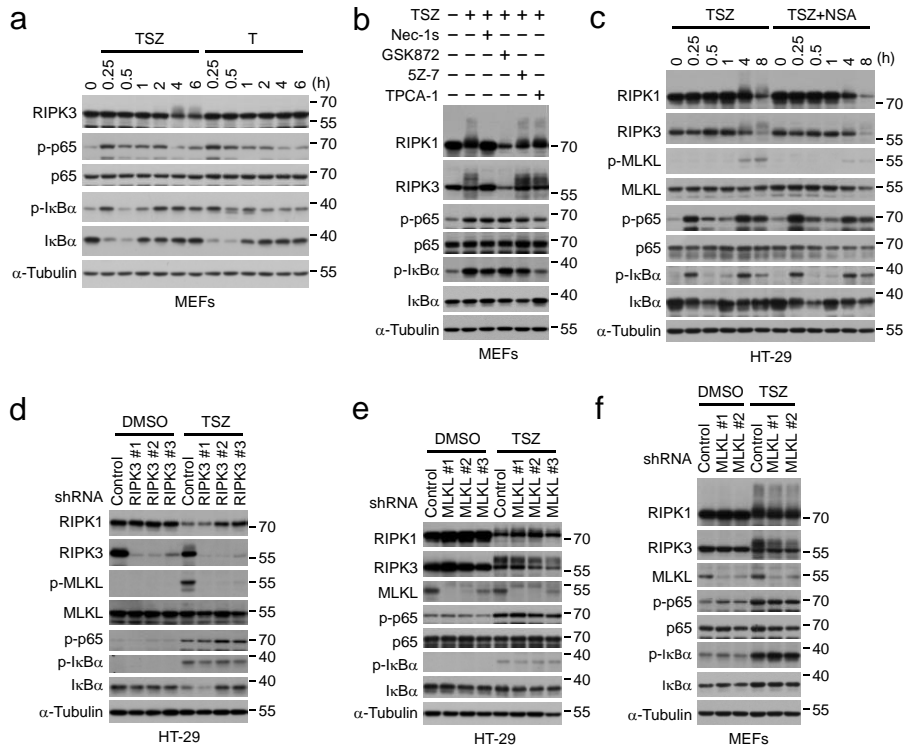 a
TSZ T
0 0.25 0.5 1 2 4 6 0.25 0.5 1 2 4 6 (h)
RIPK3 70 55
p-p65 70
p65 70
p-IκBα 40
IκBα 40
α-Tubulin 55
MEFs
b
TSZ − + + + + +
Nec-1s − − + − − −
GSK872 − − − + − −
5Z-7 − − − − + −
TPCA-1 − − − − − +
RIPK1 70
RIPK3 55
p-p65 70
p65 70
p-IκBα 40
IκBα 40
α-Tubulin 55
MEFs
c
TSZ TSZ+NSA
0 0.25 0.5 1 4 8 0 0.25 0.5 1 4 8 (h)
RIPK1 70
RIPK3 55
p-MLKL 55
MLKL 55
p-p65 70
p65 70
p-IκBα 40
IκBα 40
α-Tubulin 55
HT-29
d
DMSO TSZ
shRNA Control RIPK3 #1 RIPK3 #2 RIPK3 #3 Control RIPK3 #1 RIPK3 #2 RIPK3 #3
RIPK1 70
RIPK3 55
p-MLKL 55
MLKL 55
p-p65 70
p-IκBα 40
IκBα 40
α-Tubulin 55
HT-29
e
DMSO TSZ
shRNA Control MLKL #1 MLKL #2 MLKL #3 Control MLKL #1 MLKL #2 MLKL #3
RIPK1 70
RIPK3 55
MLKL 55
p-p65 70
p65 70
p-IκBα 40
IκBα 40
α-Tubulin 55
HT-29
f
DMSO TSZ
shRNA Control MLKL #1 MLKL #2 Control MLKL #1 MLKL #2
RIPK1 70
RIPK3 55
MLKL 55
p-p65 70
p65 70
p-IκBα 40
IκBα 40
α-Tubulin 55
MEFs